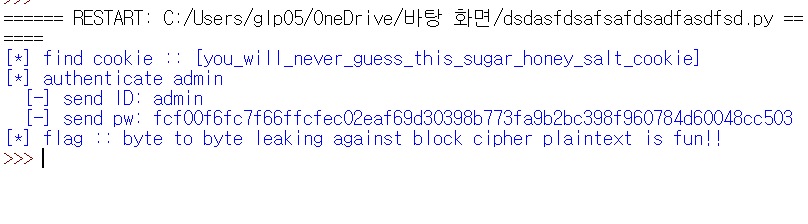 >>>
====== RESTART: C:/Users/glp05/OneDrive/바탕 화면/dsdasfdsafsafdsadfasdfsd.py ==
====
[*] find cookie :: [you_will_never_guess_this_sugar_honey_salt_cookie]
[*] authenticate admin
[-] send ID: admin
[-] send pw: fcf00f6fc7f66ffcfec02eaf69d30398b773fa9b2bc398f960784d60048cc503
[*] flag :: byte to byte leaking against block cipher plaintext is fun!!
>>>